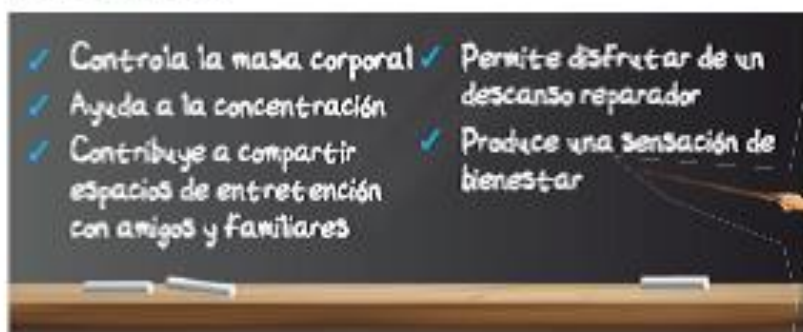 ✓ Controla la masa corporal
✓ Ayuda a la concentración
✓ Contribuye a compartir
espacios de entretención
con amigos y familiares
✓ Permite disfrutar de un
descanso reparador
✓ Produce una sensación de
bienestar